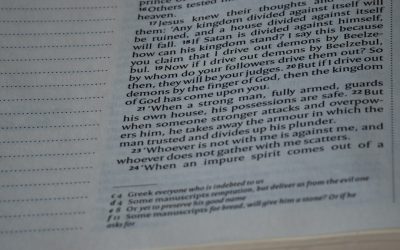 prince of
16Others tested
heaven.
17Jesus knew their thoughts and
them: 'Any kingdom divided against itself will
be ruined, and a house divided against itself
will fall. 18If Satan is divided against himself,
how can his kingdom stand? I say this because
you claim that I drive out demons by Beelze-
bul. 19Now if I drive out demons by Beelzebul,
by whom do your followers drive them out? So
then, they will be your judges. 20But if I drive out
demons by the finger of God, then the kingdom
of God has come upon you.
21'When a strong man, fully armed, guards
his own house, his possessions are safe. 22But
when someone stronger attacks and overpow-
ers him, he takes away the armour in which the
man trusted and divides up his plunder.
23'Whoever is not with me is against me, and
whoever does not gather with me scatters.
24'When an impure spirit comes out of a
c 4 Greek everyone who is indebted to us
d 4 Some manuscripts temptation, but deliver us from the evil one
e 8 Or yet to preserve his good name
f 11 Some manuscripts for bread, will give him a stone? Or if he
asks for